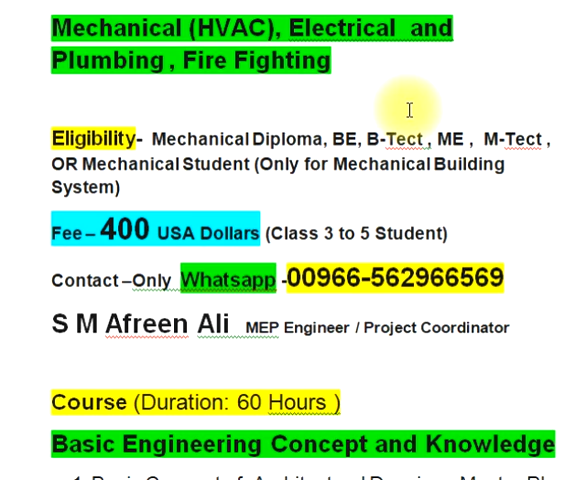 Mechanical (HVAC), Electrical and
Plumbing , Fire Fighting
Eligibility- Mechanical Diploma, BE, B-Tect , ME , M-Tect ,
OR Mechanical Student (Only for Mechanical Building
System)
Fee – 400 USA Dollars (Class 3 to 5 Student)
Contact –Only Whatsapp -00966-562966569
S M Afreen Ali MEP Engineer / Project Coordinator
Course (Duration: 60 Hours )
Basic Engineering Concept and Knowledge